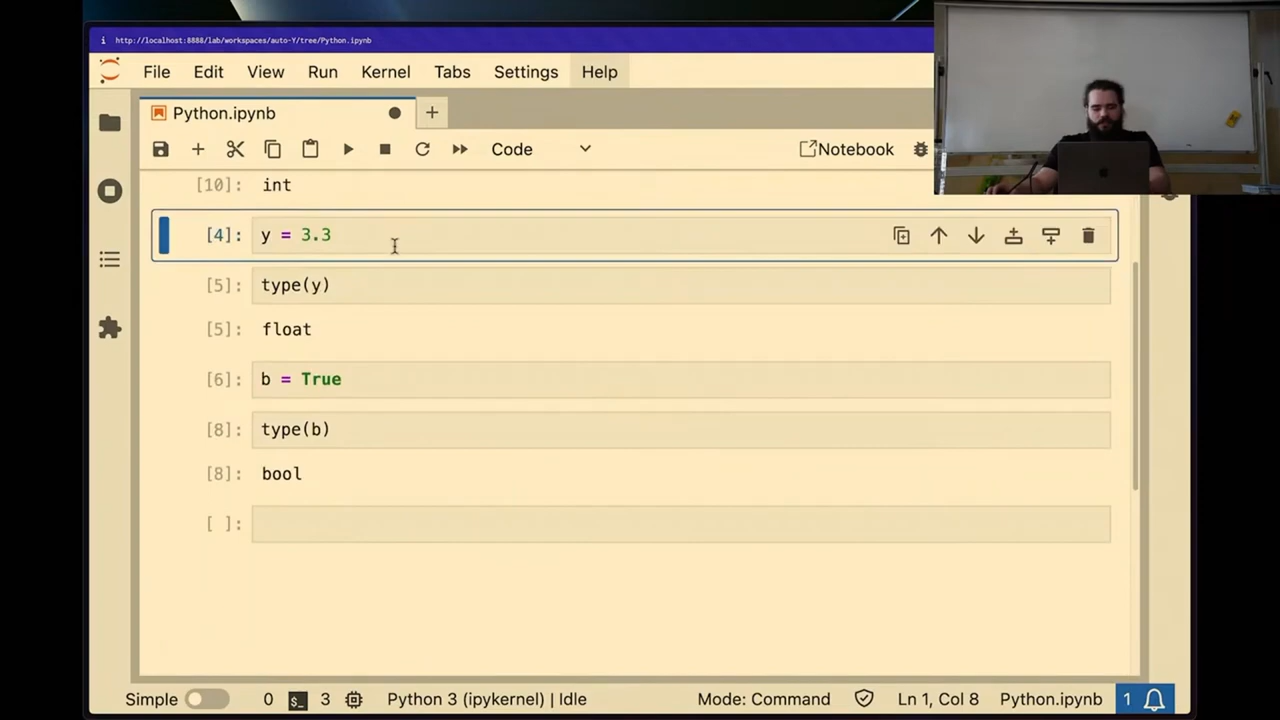 i http://localhost:8888/lab/workspaces/auto-Y/tree/Python.ipynb
File Edit View Run Kernel Tabs Settings Help
Python.ipynb
Code Notebook
[10]: int
[4]: y = 3.3
[5]: type(y)
[5]: float
[6]: b = True
[8]: type(b)
[8]: bool
[ ]:
Simple 0 $_ 3 Python 3 (ipykernel) | Idle Mode: Command Ln 1, Col 8 Python.ipynb 1